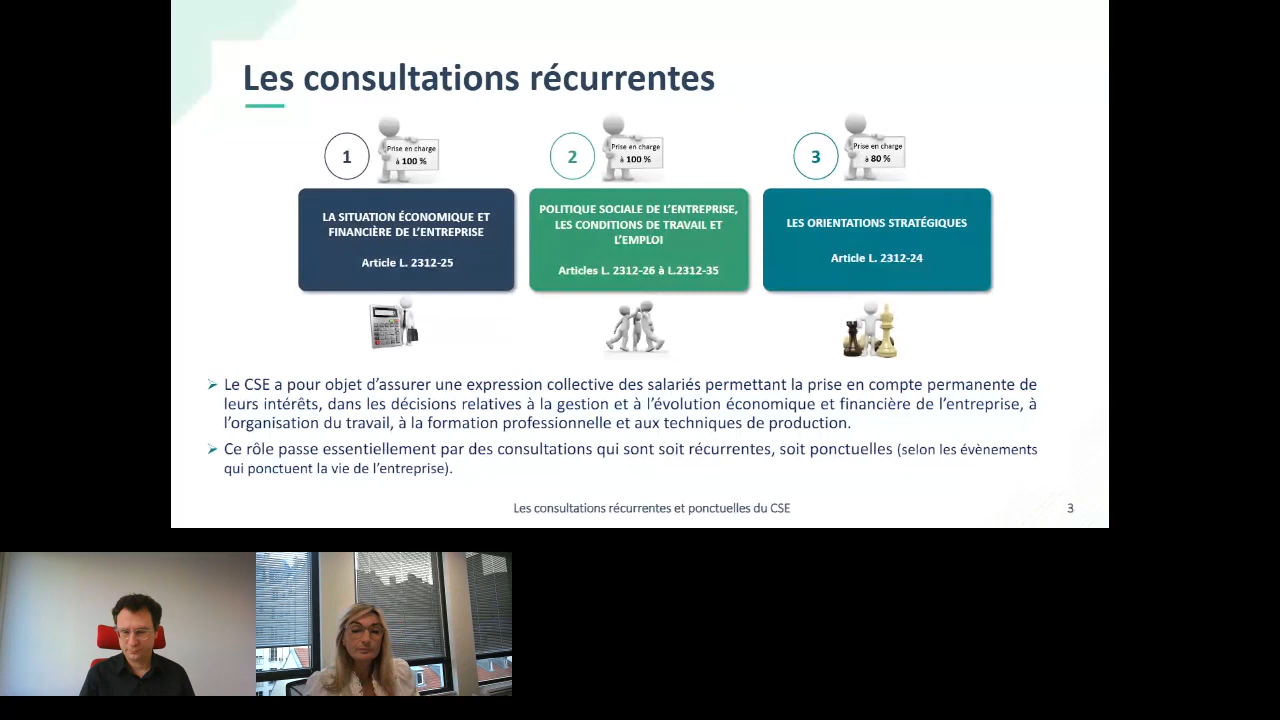 Les consultations récurrentes
1
Prise en charge
à 100 %
2
Prise en charge
à 100 %
3
Prise en charge
à 80 %
LA SITUATION ÉCONOMIQUE ET
FINANCIÈRE DE L'ENTREPRISE
Article L. 2312-25
POLITIQUE SOCIALE DE L'ENTREPRISE,
LES CONDITIONS DE TRAVAIL ET
L'EMPLOI
Articles L. 2312-26 à L.2312-35
LES ORIENTATIONS STRATÉGIQUES
Article L. 2312-24
➢ Le CSE a pour objet d'assurer une expression collective des salariés permettant la prise en compte permanente de
leurs intérêts, dans les décisions relatives à la gestion et à l'évolution économique et financière de l'entreprise, à
l'organisation du travail, à la formation professionnelle et aux techniques de production.
➢ Ce rôle passe essentiellement par des consultations qui sont soit récurrentes, soit ponctuelles (selon les évènements
qui ponctuent la vie de l'entreprise).
Les consultations récurrentes et ponctuelles du CSE
3